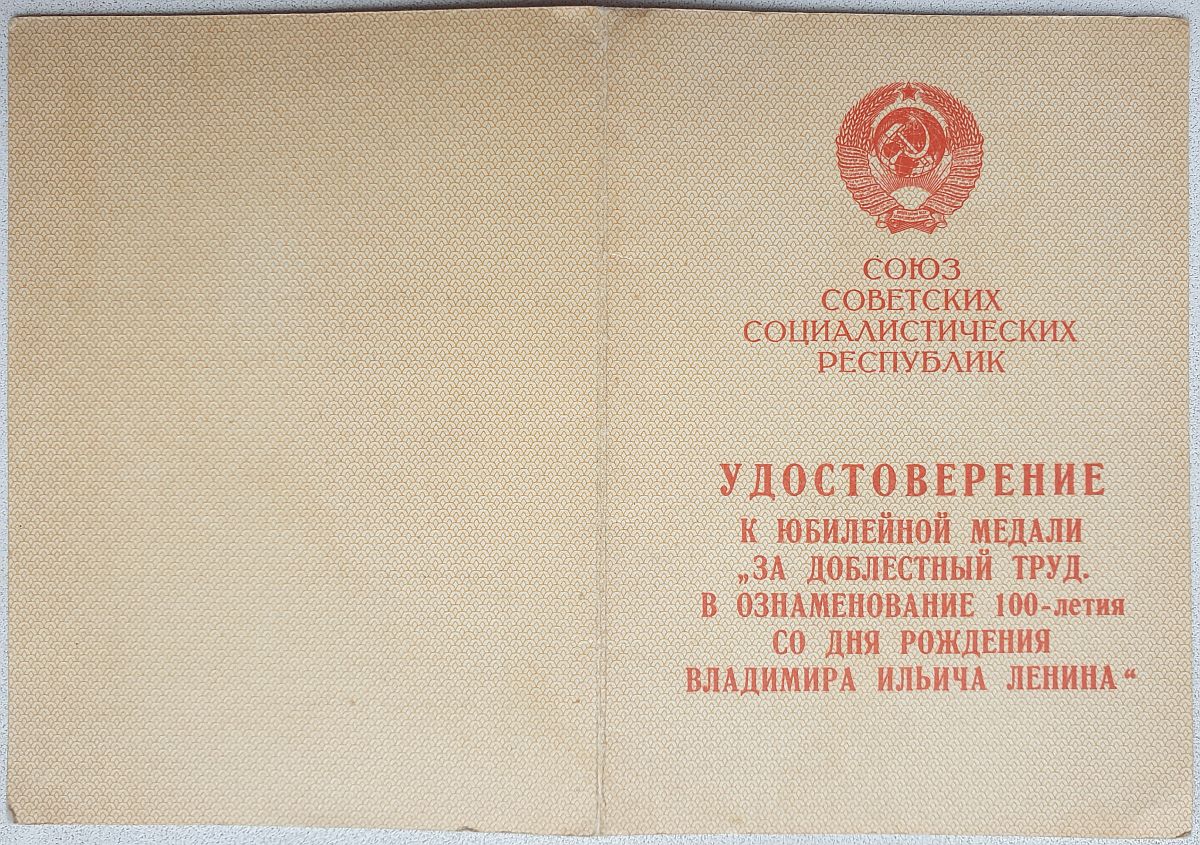 СОЮЗ
СОВЕТСКИХ
СОЦИАЛИСТИЧЕСКИХ
РЕСПУБЛИК
УДОСТОВЕРЕНИЕ
К ЮБИЛЕЙНОЙ МЕДАЛИ
„ЗА ДОБЛЕСТНЫЙ ТРУД.
В ОЗНАМЕНОВАНИЕ 100-летия
СО ДНЯ РОЖДЕНИЯ
ВЛАДИМИРА ИЛЬИЧА ЛЕНИНА“